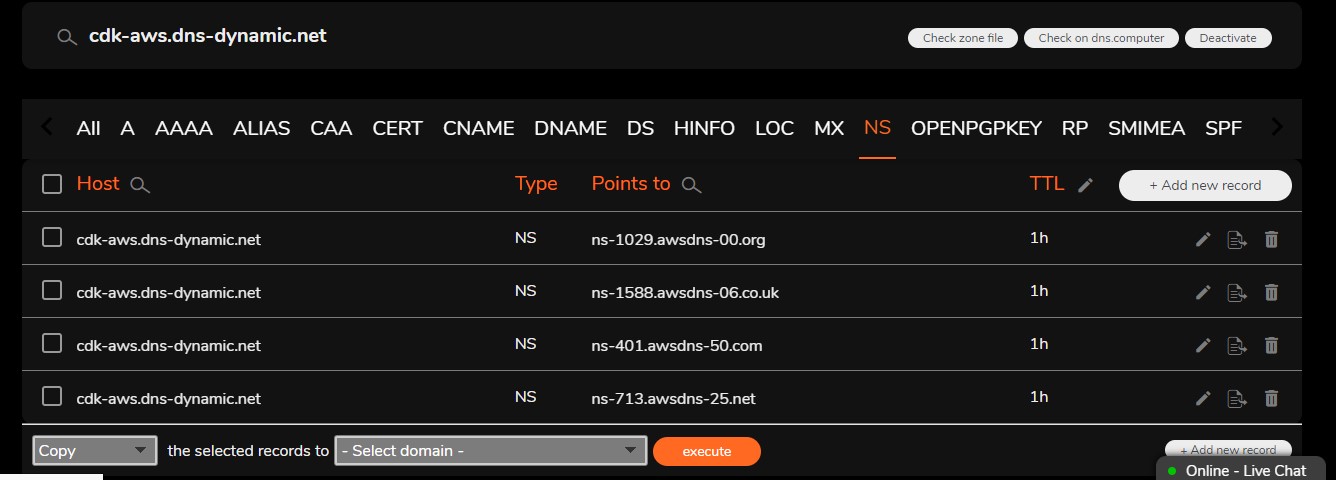 cdk-aws.dns-dynamic.net
Check zone file Check on dns.computer Deactivate
All A AAAA ALIAS CAA CERT CNAME DNAME DS HINFO LOC MX NS OPENPGPKEY RP SMIMEA SPF
Host Type Points to TTL + Add new record
cdk-aws.dns-dynamic.net NS ns-1029.awsdns-00.org 1h
cdk-aws.dns-dynamic.net NS ns-1588.awsdns-06.co.uk 1h
cdk-aws.dns-dynamic.net NS ns-401.awsdns-50.com 1h
cdk-aws.dns-dynamic.net NS ns-713.awsdns-25.net 1h
Copy the selected records to - Select domain - execute + Add new record
Online - Live Chat